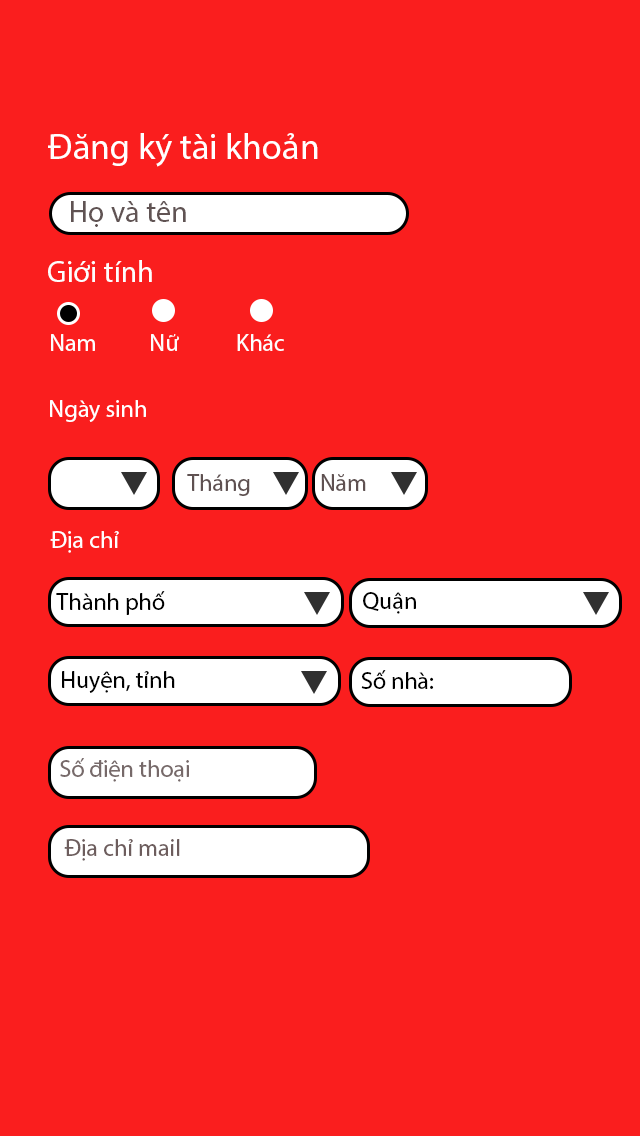 Đăng ký tài khoản
Họ và tên
Giới tính
Nam Nữ Khác
Ngày sinh
Tháng Năm
Địa chỉ
Thành phố Quận
Huyện, tỉnh Số nhà:
Số điện thoại
Địa chỉ mail